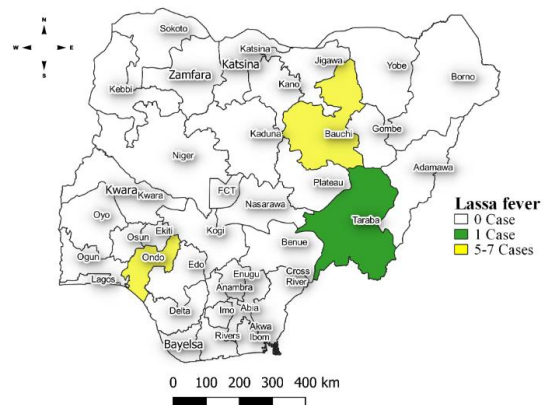 N
W E
S
Sokoto
Katsina
Katsina
Jigawa
Yobe
Borno
Zamfara
Kano
Kebbi
Kaduna
Bauchi
Gombe
Adamawa
Niger
Plateau
FCT
Kwara
Kwara
Nasarawa
Taraba
Oyo
Kogi
Osun
Ekiti
Benue
Ogun
Ondo
Edo
Lagos
Enugu
Cross
River
Anambra
Delta
Imo
Abia
Akwa
Ibom
Rivers
Bayelsa
Lassa fever
0 Case
1 Case
5-7 Cases
0 100 200 300 400 km